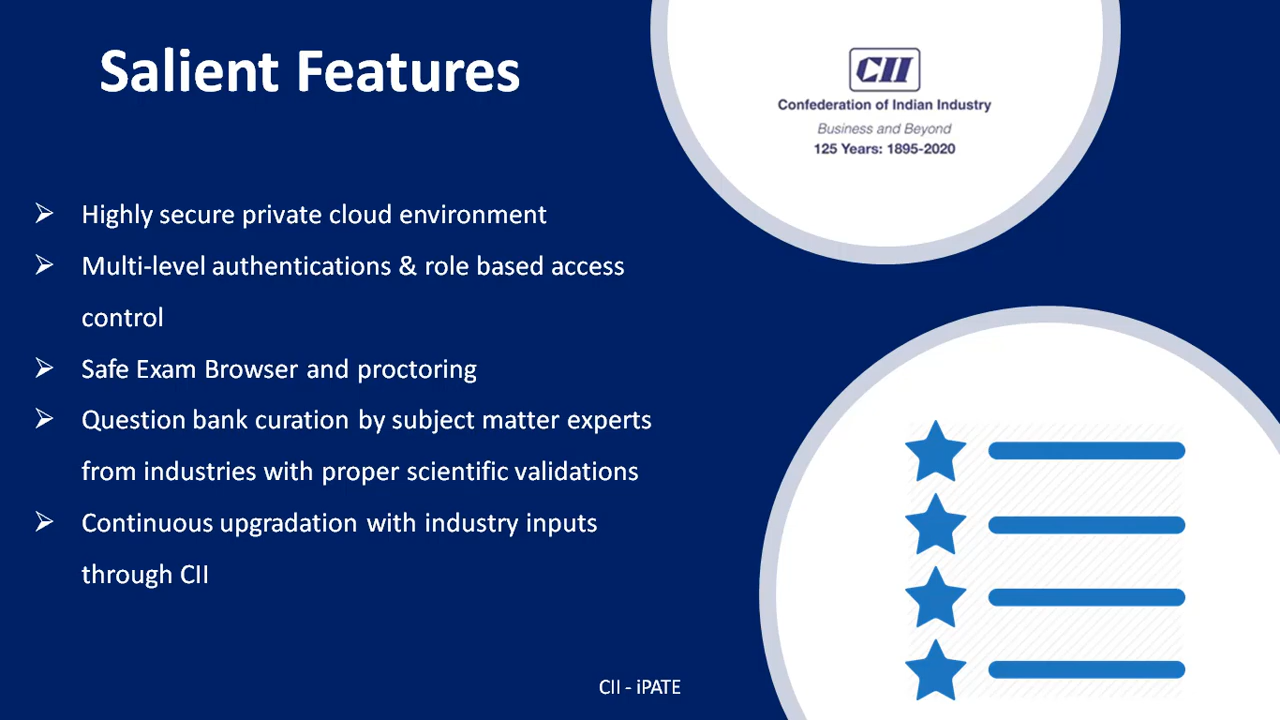 Salient Features
CII
Confederation of Indian Industry
Business and Beyond
125 Years: 1895-2020
➢ Highly secure private cloud environment
➢ Multi-level authentications & role based access
control
➢ Safe Exam Browser and proctoring
➢ Question bank curation by subject matter experts
from industries with proper scientific validations
➢ Continuous upgradation with industry inputs
through CII
CII - iPATE